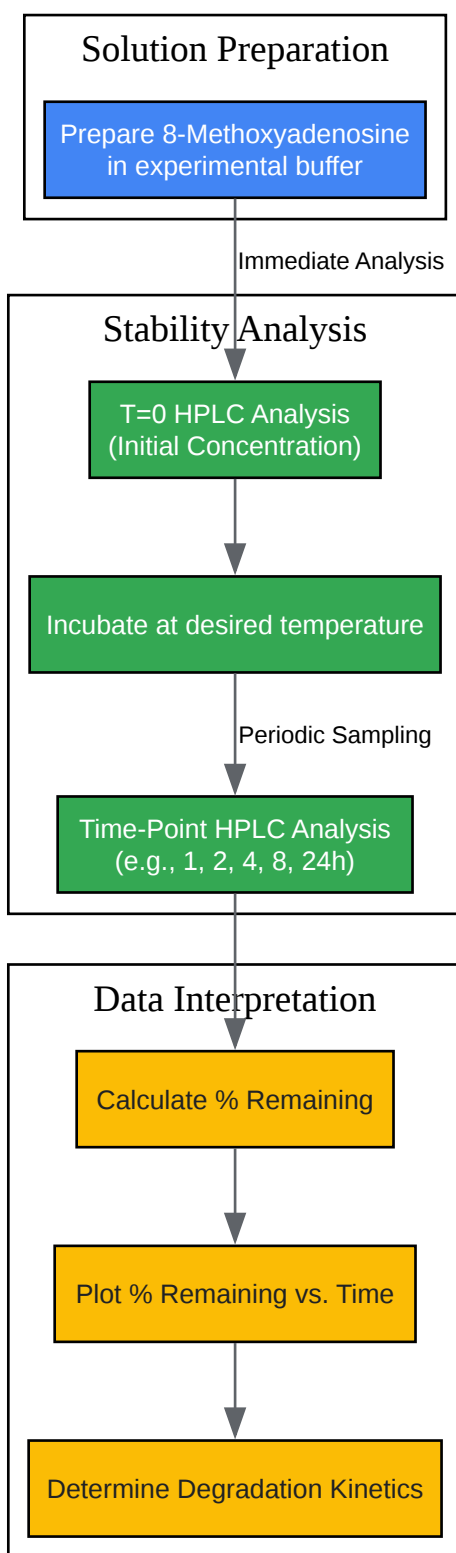 Solution Preparation
Prepare 8-Methoxyadenosine
in experimental buffer
Immediate Analysis
Stability Analysis
T=0 HPLC Analysis
(Initial Concentration)
Incubate at desired temperature
Periodic Sampling
Time-Point HPLC Analysis
(e.g., 1, 2, 4, 8, 24h)
Data Interpretation
Calculate % Remaining
Plot % Remaining vs. Time
Determine Degradation Kinetics